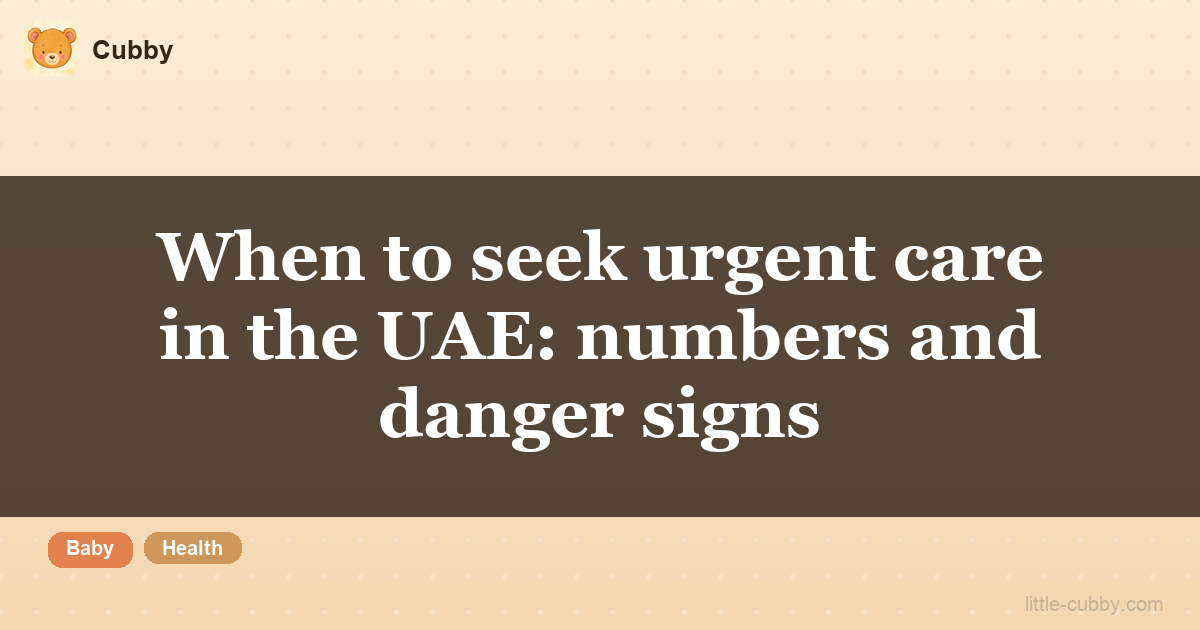 Cubby
When to seek urgent care
in the UAE: numbers and
danger signs
Baby
Health
little-cubby.com